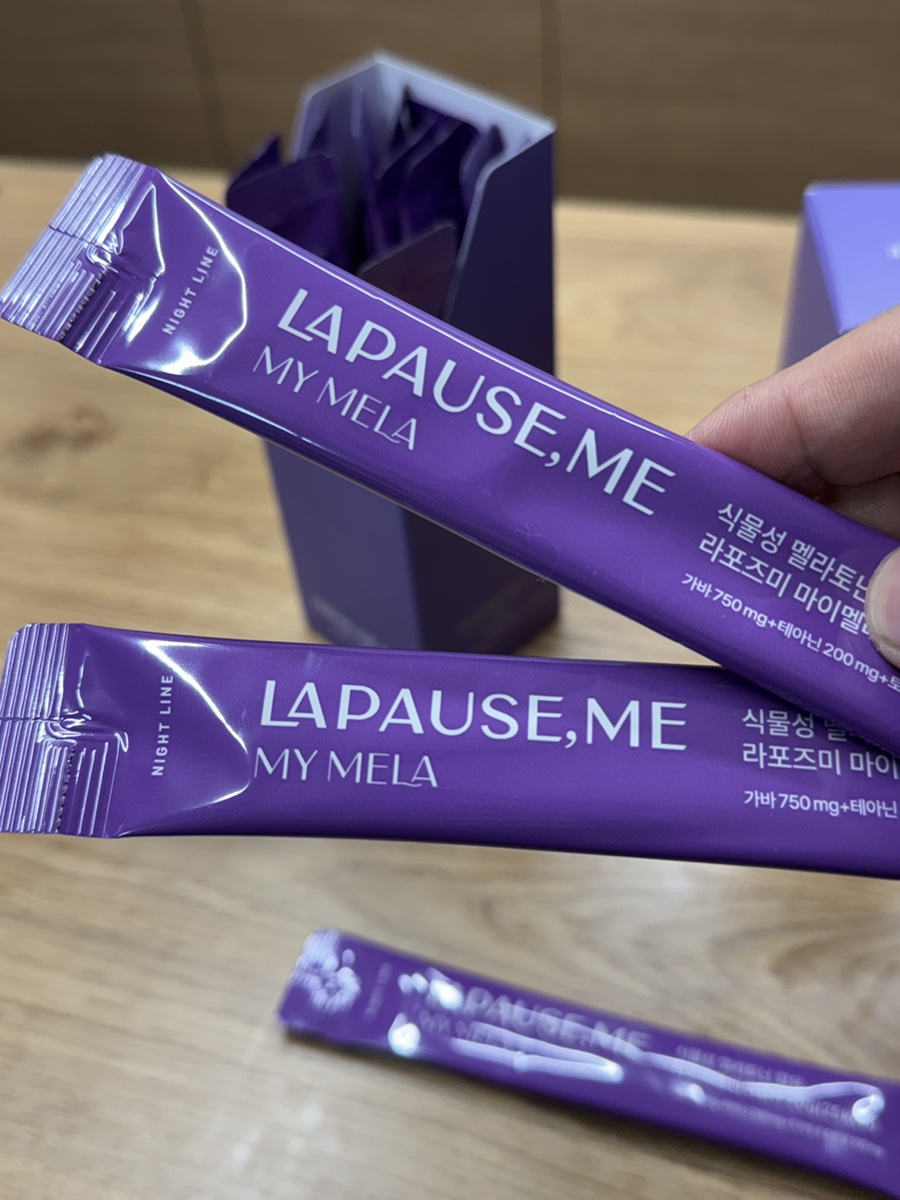 NIGHT LINE
LAPAUSE,ME
MY MELA
식물성 멜라토닌
라포즈미 마이멜
가바 750 mg+테아닌 200 mg+
NIGHT LINE
LAPAUSE,ME
MY MELA
식물성
라포즈미 마이
가바 750 mg+테아닌
LAPAUSE,ME